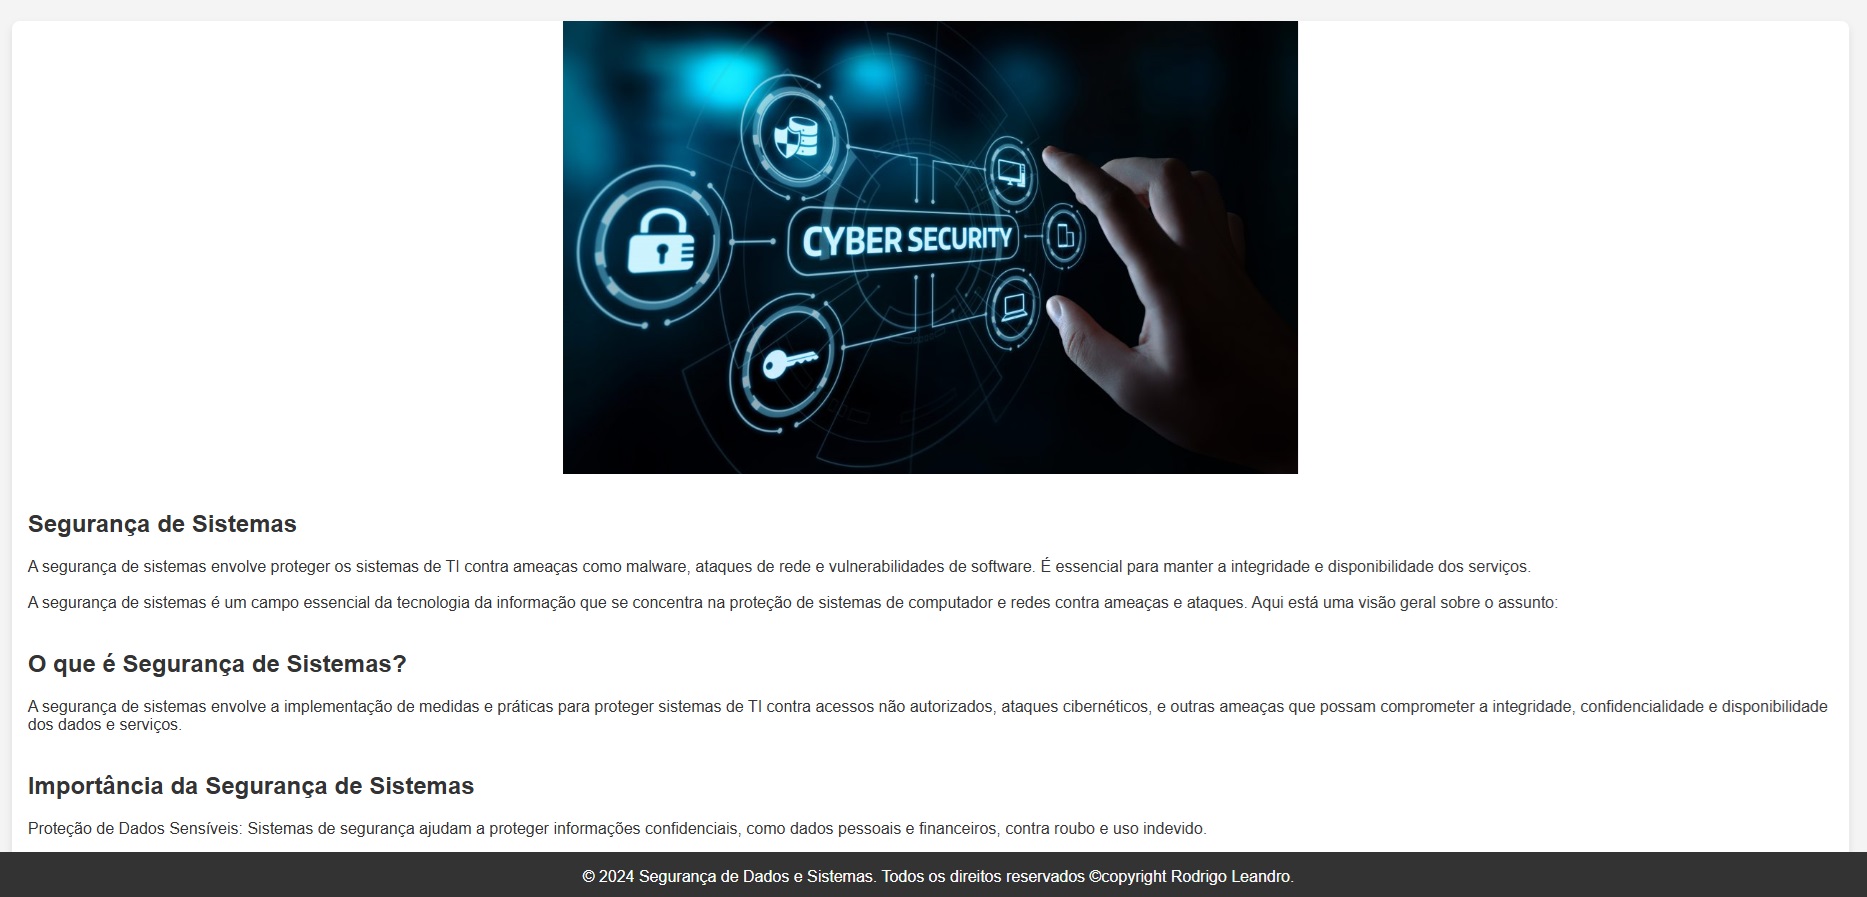 CYBER SECURITY
Segurança de Sistemas
A segurança de sistemas envolve proteger os sistemas de TI contra ameaças como malware, ataques de rede e vulnerabilidades de software. É essencial para manter a integridade e disponibilidade dos serviços.
A segurança de sistemas é um campo essencial da tecnologia da informação que se concentra na proteção de sistemas de computador e redes contra ameaças e ataques. Aqui está uma visão geral sobre o assunto:
O que é Segurança de Sistemas?
A segurança de sistemas envolve a implementação de medidas e práticas para proteger sistemas de TI contra acessos não autorizados, ataques cibernéticos, e outras ameaças que possam comprometer a integridade, confidencialidade e disponibilidade
dos dados e serviços.
Importância da Segurança de Sistemas
Proteção de Dados Sensíveis: Sistemas de segurança ajudam a proteger informações confidenciais, como dados pessoais e financeiros, contra roubo e uso indevido.
© 2024 Segurança de Dados e Sistemas. Todos os direitos reservados ©copyright Rodrigo Leandro.